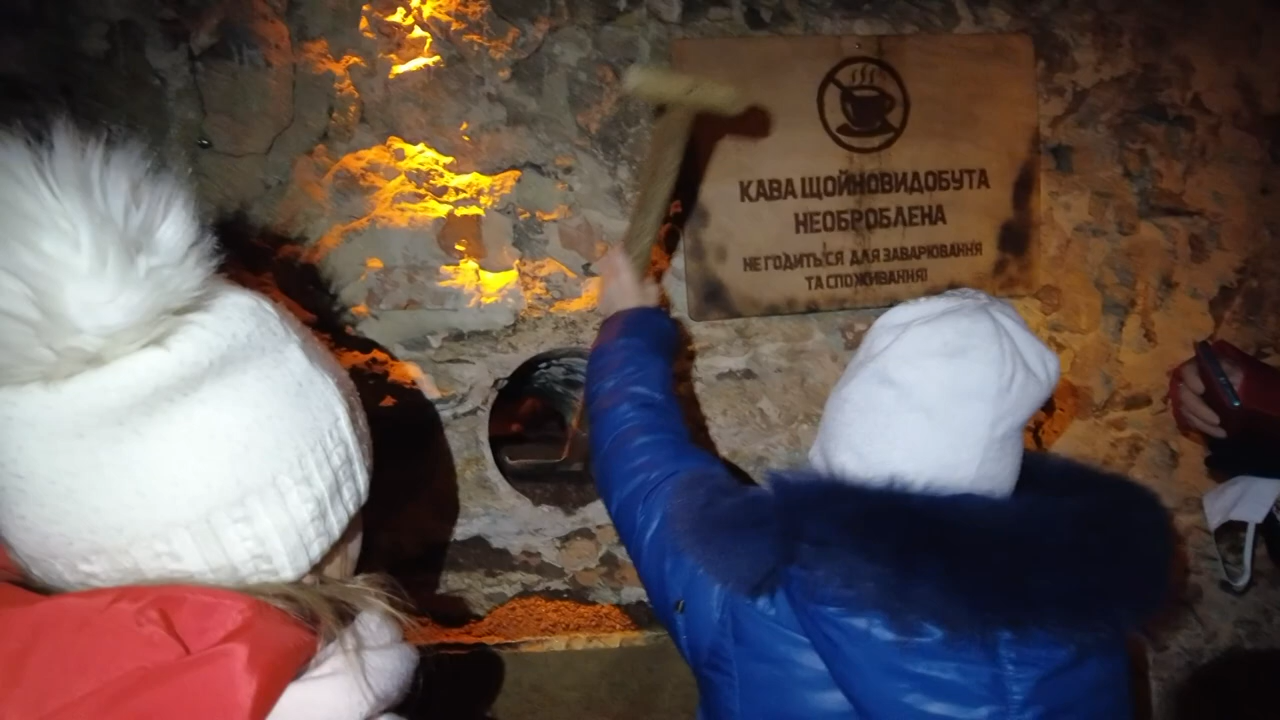 КАВА ЩОЙНОВИДОБУТА
НЕОБРОБЛЕНА
НЕ ГОДИТЬСЯ ДЛЯ ЗАВАРЮВАННЯ
ТА СПОЖИВАННЯ!